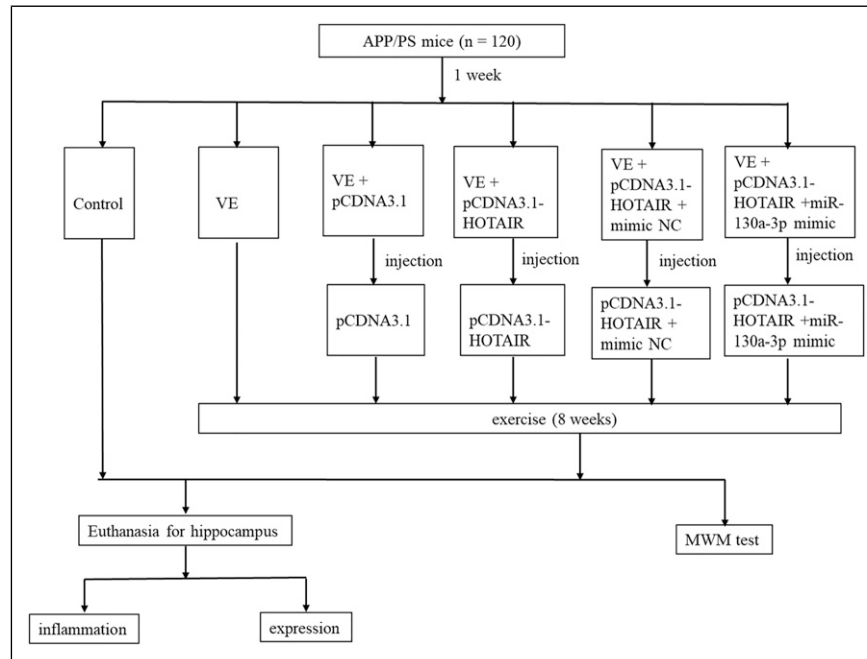 APP/PS mice (n = 120)
1 week
Control
VE
VE +
pCDNA3.1
VE +
pCDNA3.1-
HOTAIR
VE +
pCDNA3.1-
HOTAIR +
mimic NC
VE +
pCDNA3.1-
HOTAIR +miR-
130a-3p mimic
injection
injection
injection
injection
pCDNA3.1
pCDNA3.1-
HOTAIR
pCDNA3.1-
HOTAIR +
mimic NC
pCDNA3.1-
HOTAIR +miR-
130a-3p mimic
exercise (8 weeks)
Euthanasia for hippocampus
MWM test
inflammation
expression